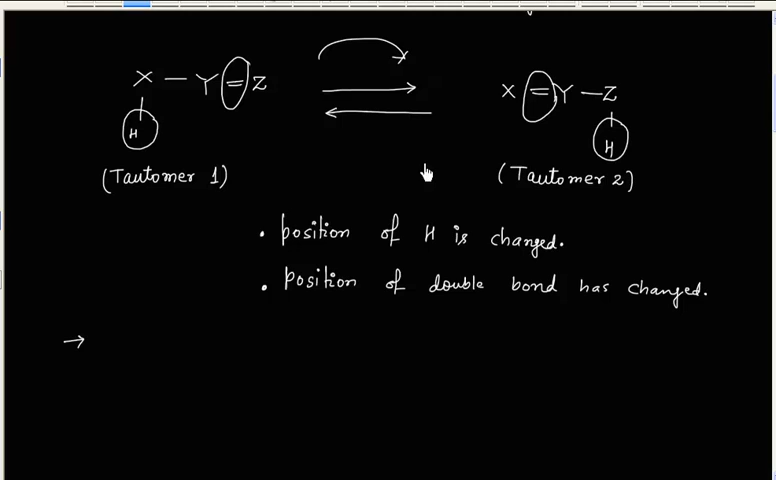 X — Y = Z X = Y — Z
H H
(Tautomer 1) (Tautomer 2)
. position of H is changed.
. Position of double bond has changed.
→